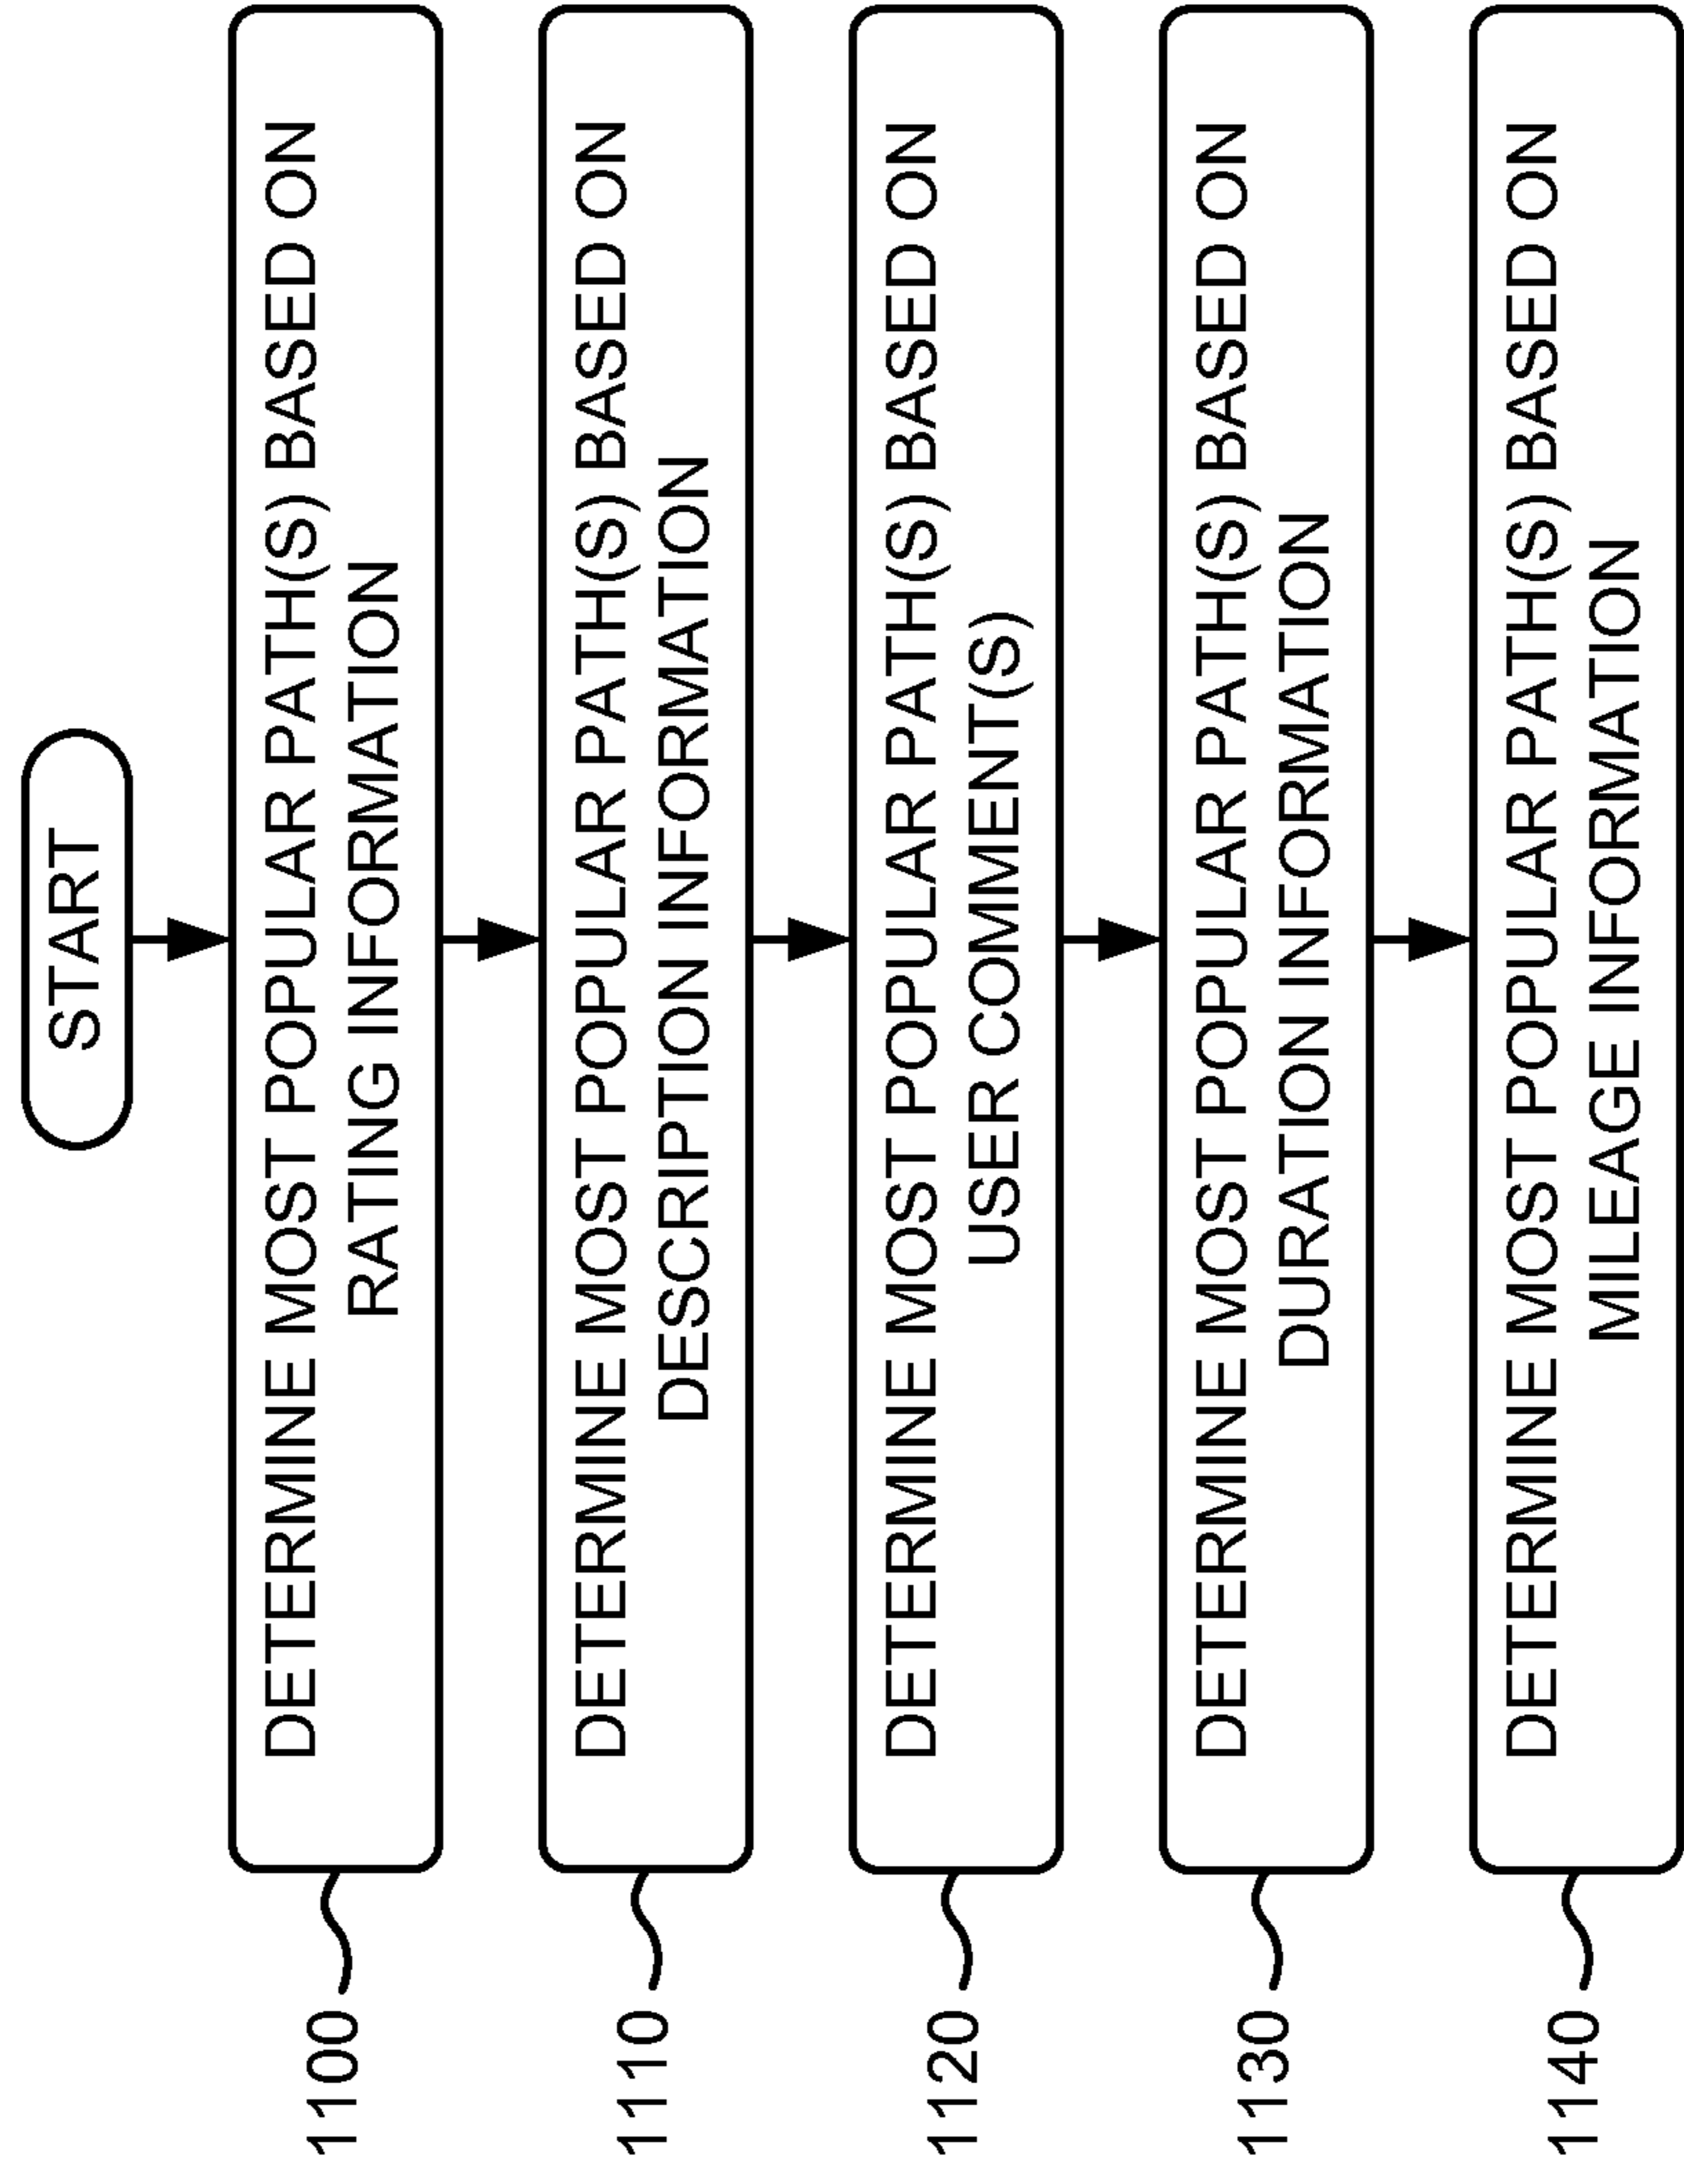 START
DETERMINE MOST POPULAR PATH(S) BASED ON
RATING INFORMATION
1100
DETERMINE MOST POPULAR PATH(S) BASED ON
DESCRIPTION INFORMATION
1110
DETERMINE MOST POPULAR PATH(S) BASED ON
USER COMMENT(S)
1120
DETERMINE MOST POPULAR PATH(S) BASED ON
DURATION INFORMATION
1130
DETERMINE MOST POPULAR PATH(S) BASED ON
MILEAGE INFORMATION
1140